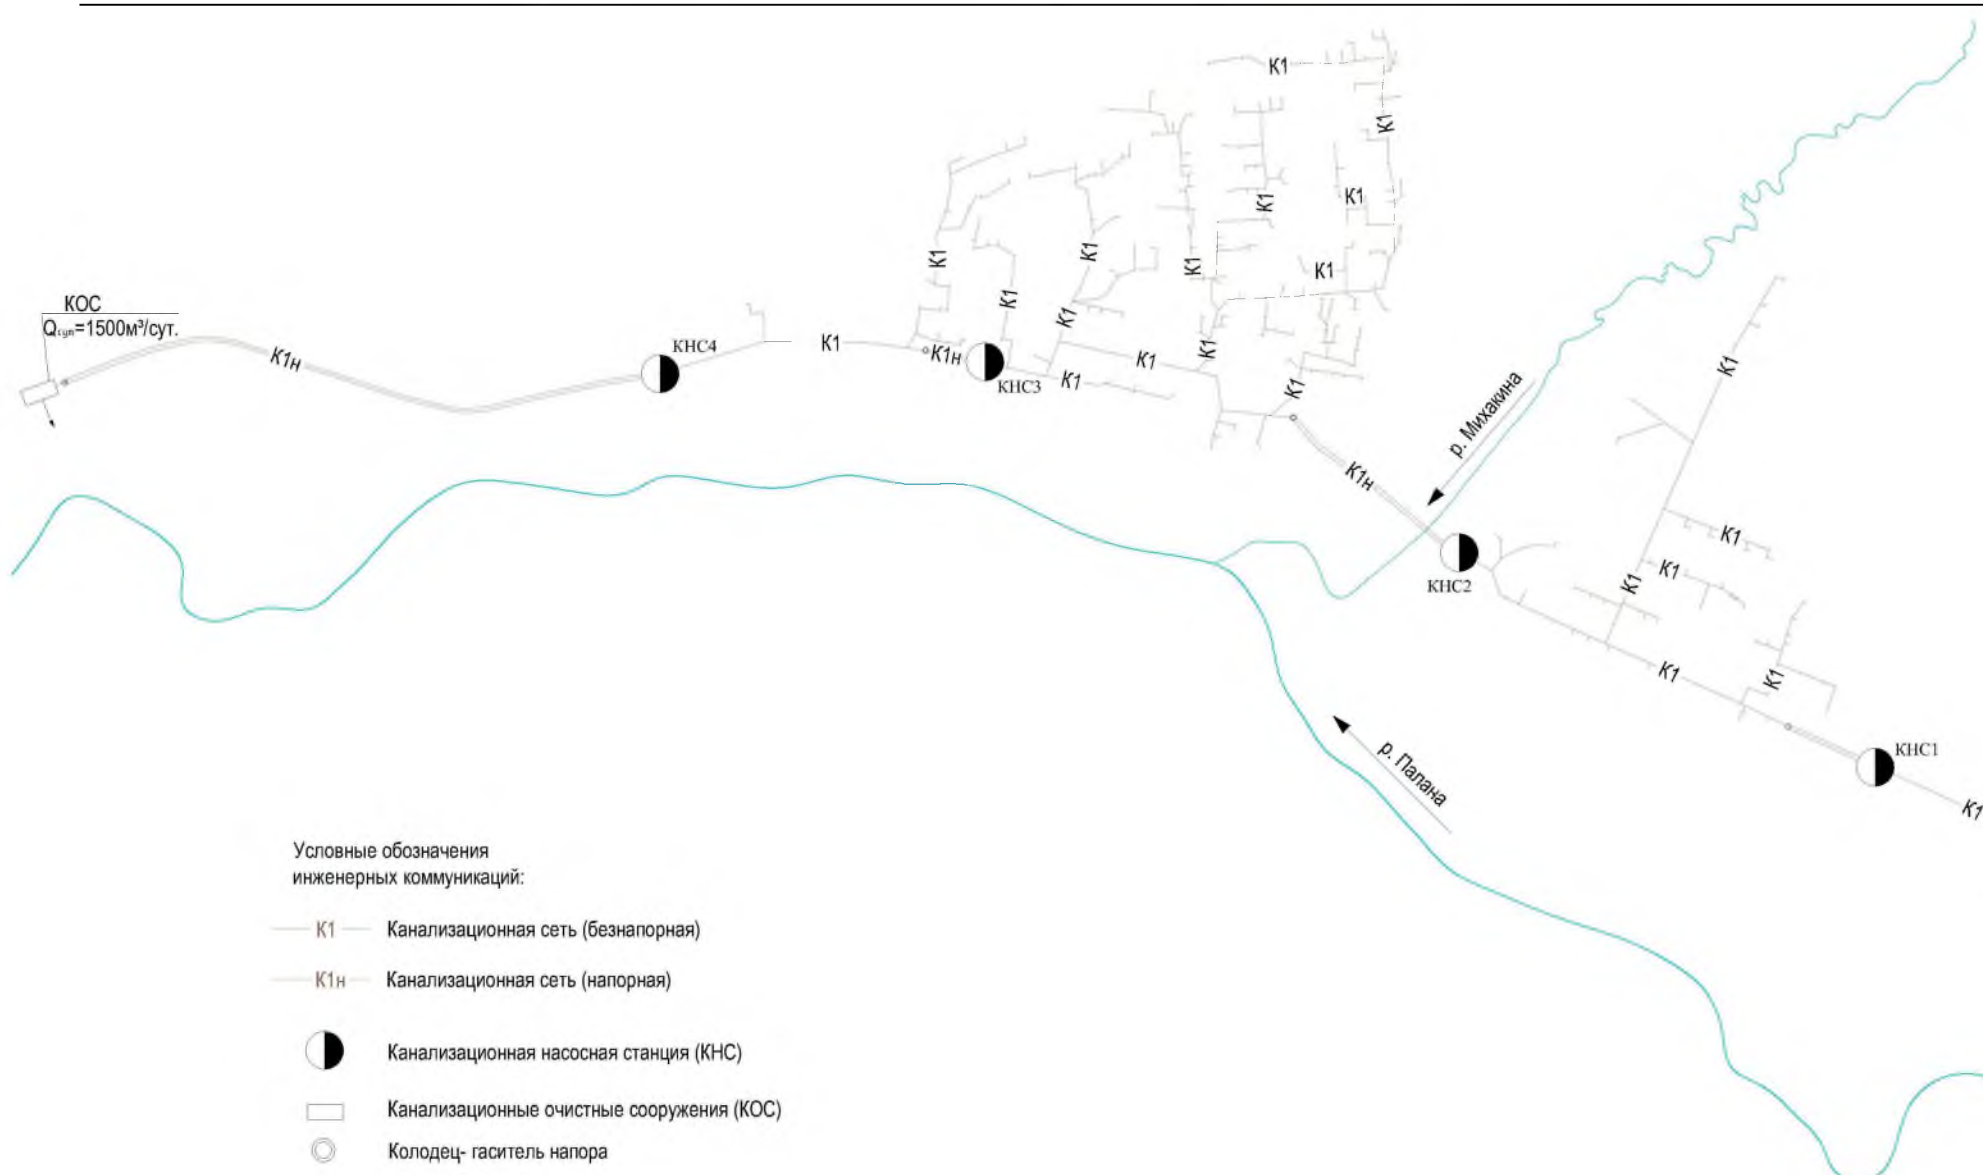 К1
К1
К1
К1
К1
К1
К1
К1
К1
К1
К1
КОС
Qсут=1500м³/сут.
К1н
КНС4
К1
К1н
КНС3
К1
К1
К1
К1
К1
р. Михакина
К1
К1н
КНС2
К1
К1
К1
К1
К1
КНС1
К1
р. Палана
Условные обозначения
инженерных коммуникаций:
К1 Канализационная сеть (безнапорная)
К1н Канализационная сеть (напорная)
Канализационная насосная станция (КНС)
Канализационные очистные сооружения (КОС)
Колодец- гаситель напора